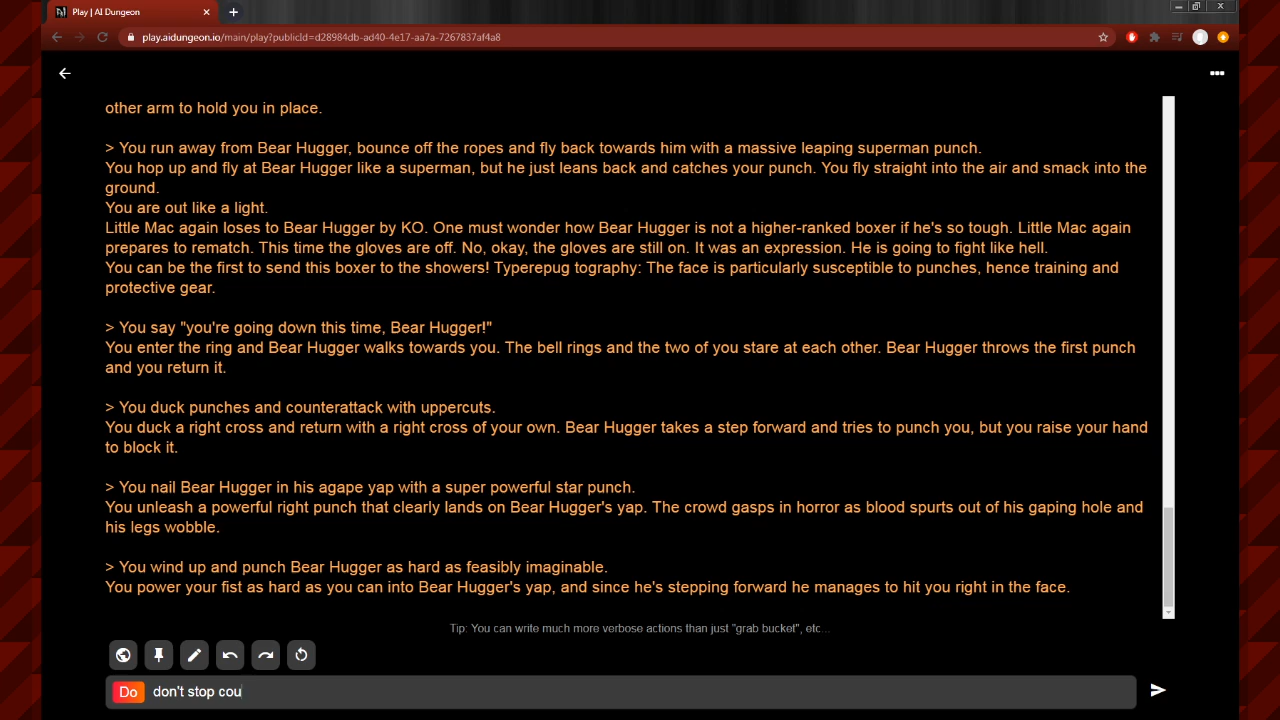 Play | AI Dungeon
play.aidungeon.io/main/play?publicId=d28984db-ad40-4e17-aa7a-7267837af4a8
other arm to hold you in place.
> You run away from Bear Hugger, bounce off the ropes and fly back towards him with a massive leaping superman punch.
You hop up and fly at Bear Hugger like a superman, but he just leans back and catches your punch. You fly straight into the air and smack into the
ground.
You are out like a light.
Little Mac again loses to Bear Hugger by KO. One must wonder how Bear Hugger is not a higher-ranked boxer if he's so tough. Little Mac again
prepares to rematch. This time the gloves are off. No, okay, the gloves are still on. It was an expression. He is going to fight like hell.
You can be the first to send this boxer to the showers! Typerepug tography: The face is particularly susceptible to punches, hence training and
protective gear.
> You say "you're going down this time, Bear Hugger!"
You enter the ring and Bear Hugger walks towards you. The bell rings and the two of you stare at each other. Bear Hugger throws the first punch
and you return it.
> You duck punches and counterattack with uppercuts.
You duck a right cross and return with a right cross of your own. Bear Hugger takes a step forward and tries to punch you, but you raise your hand
to block it.
> You nail Bear Hugger in his agape yap with a super powerful star punch.
You unleash a powerful right punch that clearly lands on Bear Hugger's yap. The crowd gasps in horror as blood spurts out of his gaping hole and
his legs wobble.
> You wind up and punch Bear Hugger as hard as feasibly imaginable.
You power your fist as hard as you can into Bear Hugger's yap, and since he's stepping forward he manages to hit you right in the face.
Tip: You can write much more verbose actions than just "grab bucket", etc...
Do don't stop cou